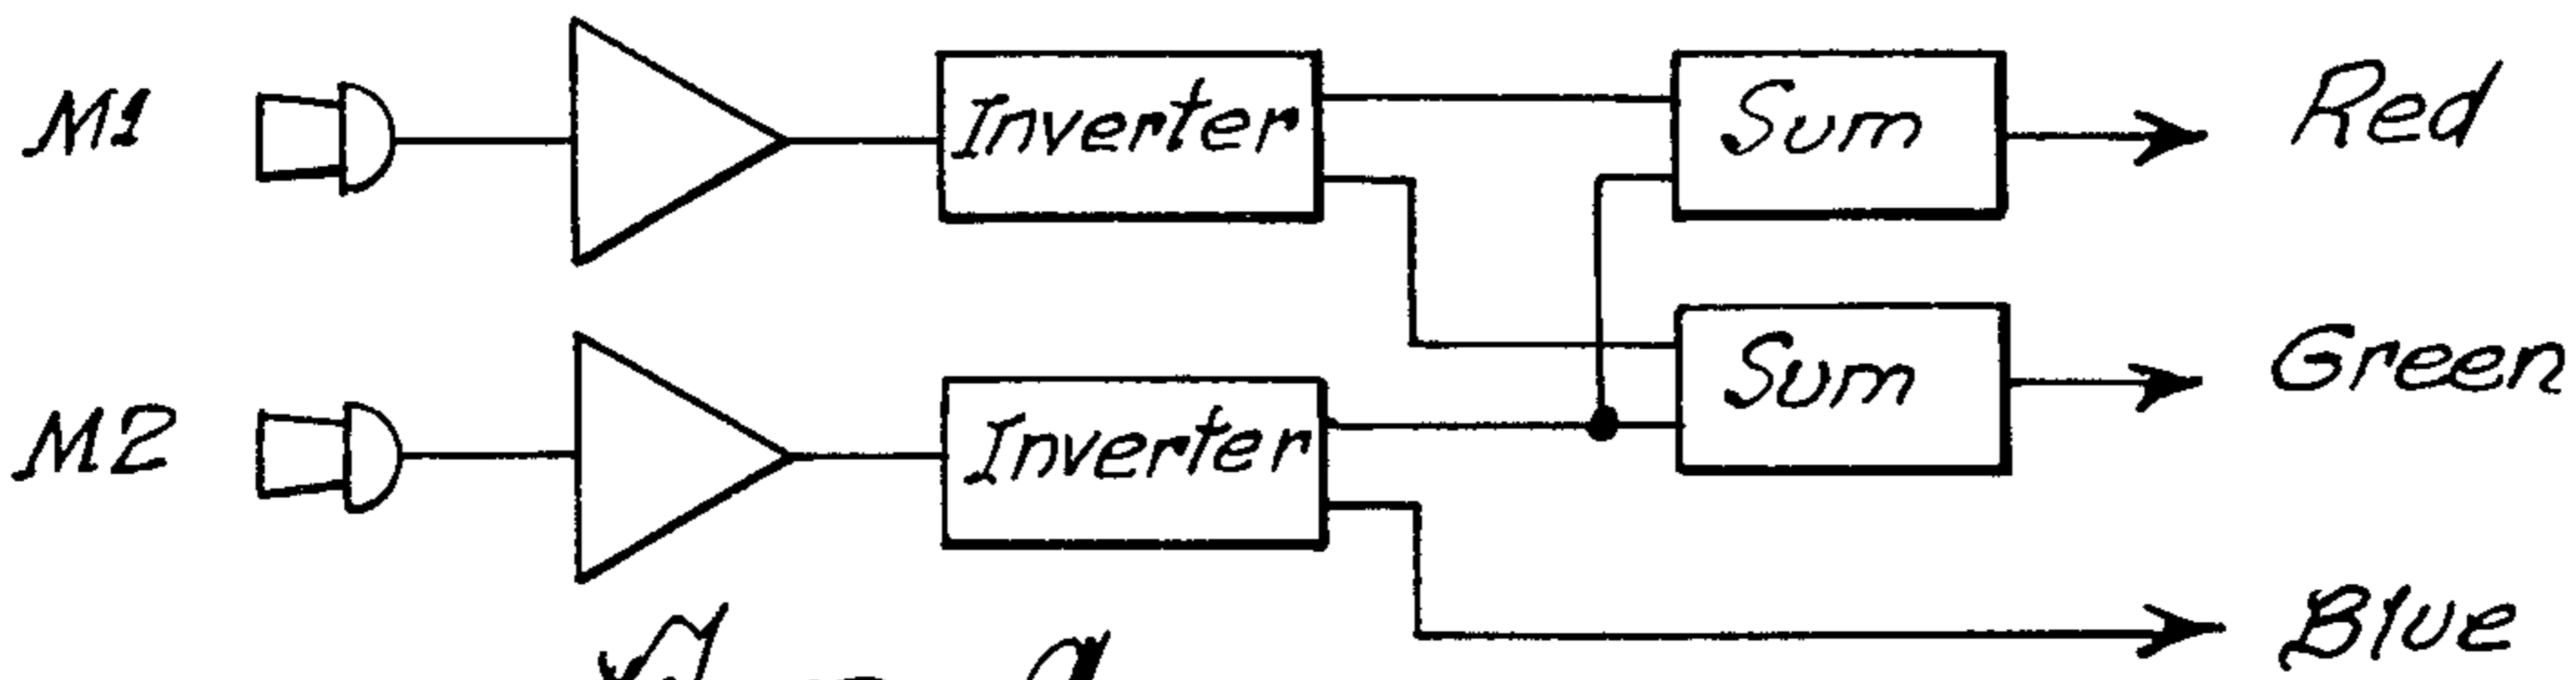 M1 Inverter Sum Red
Sum Green
M2 Inverter
Blue